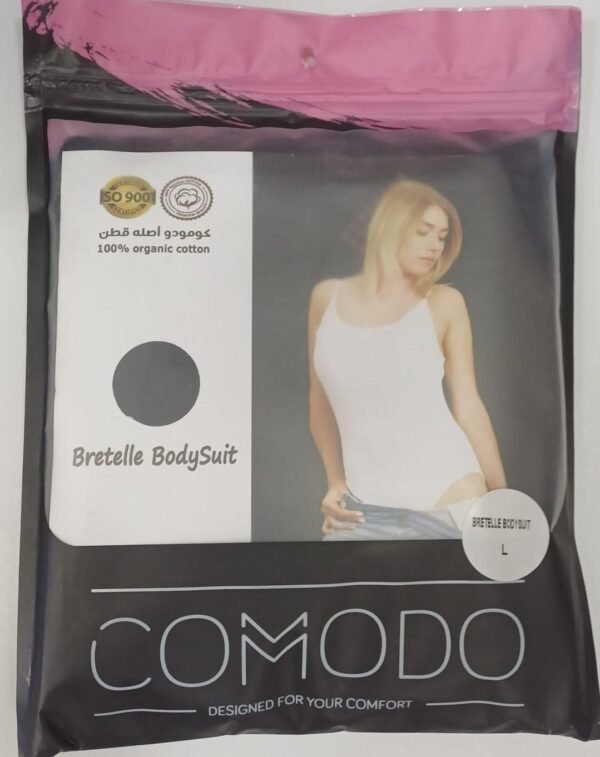 ISO 9001
كومودو أصله قطن
100% organic cotton
Bretelle BodySuit
BRETELLE BODYSUIT
L
COMODO
DESIGNED FOR YOUR COMFORT